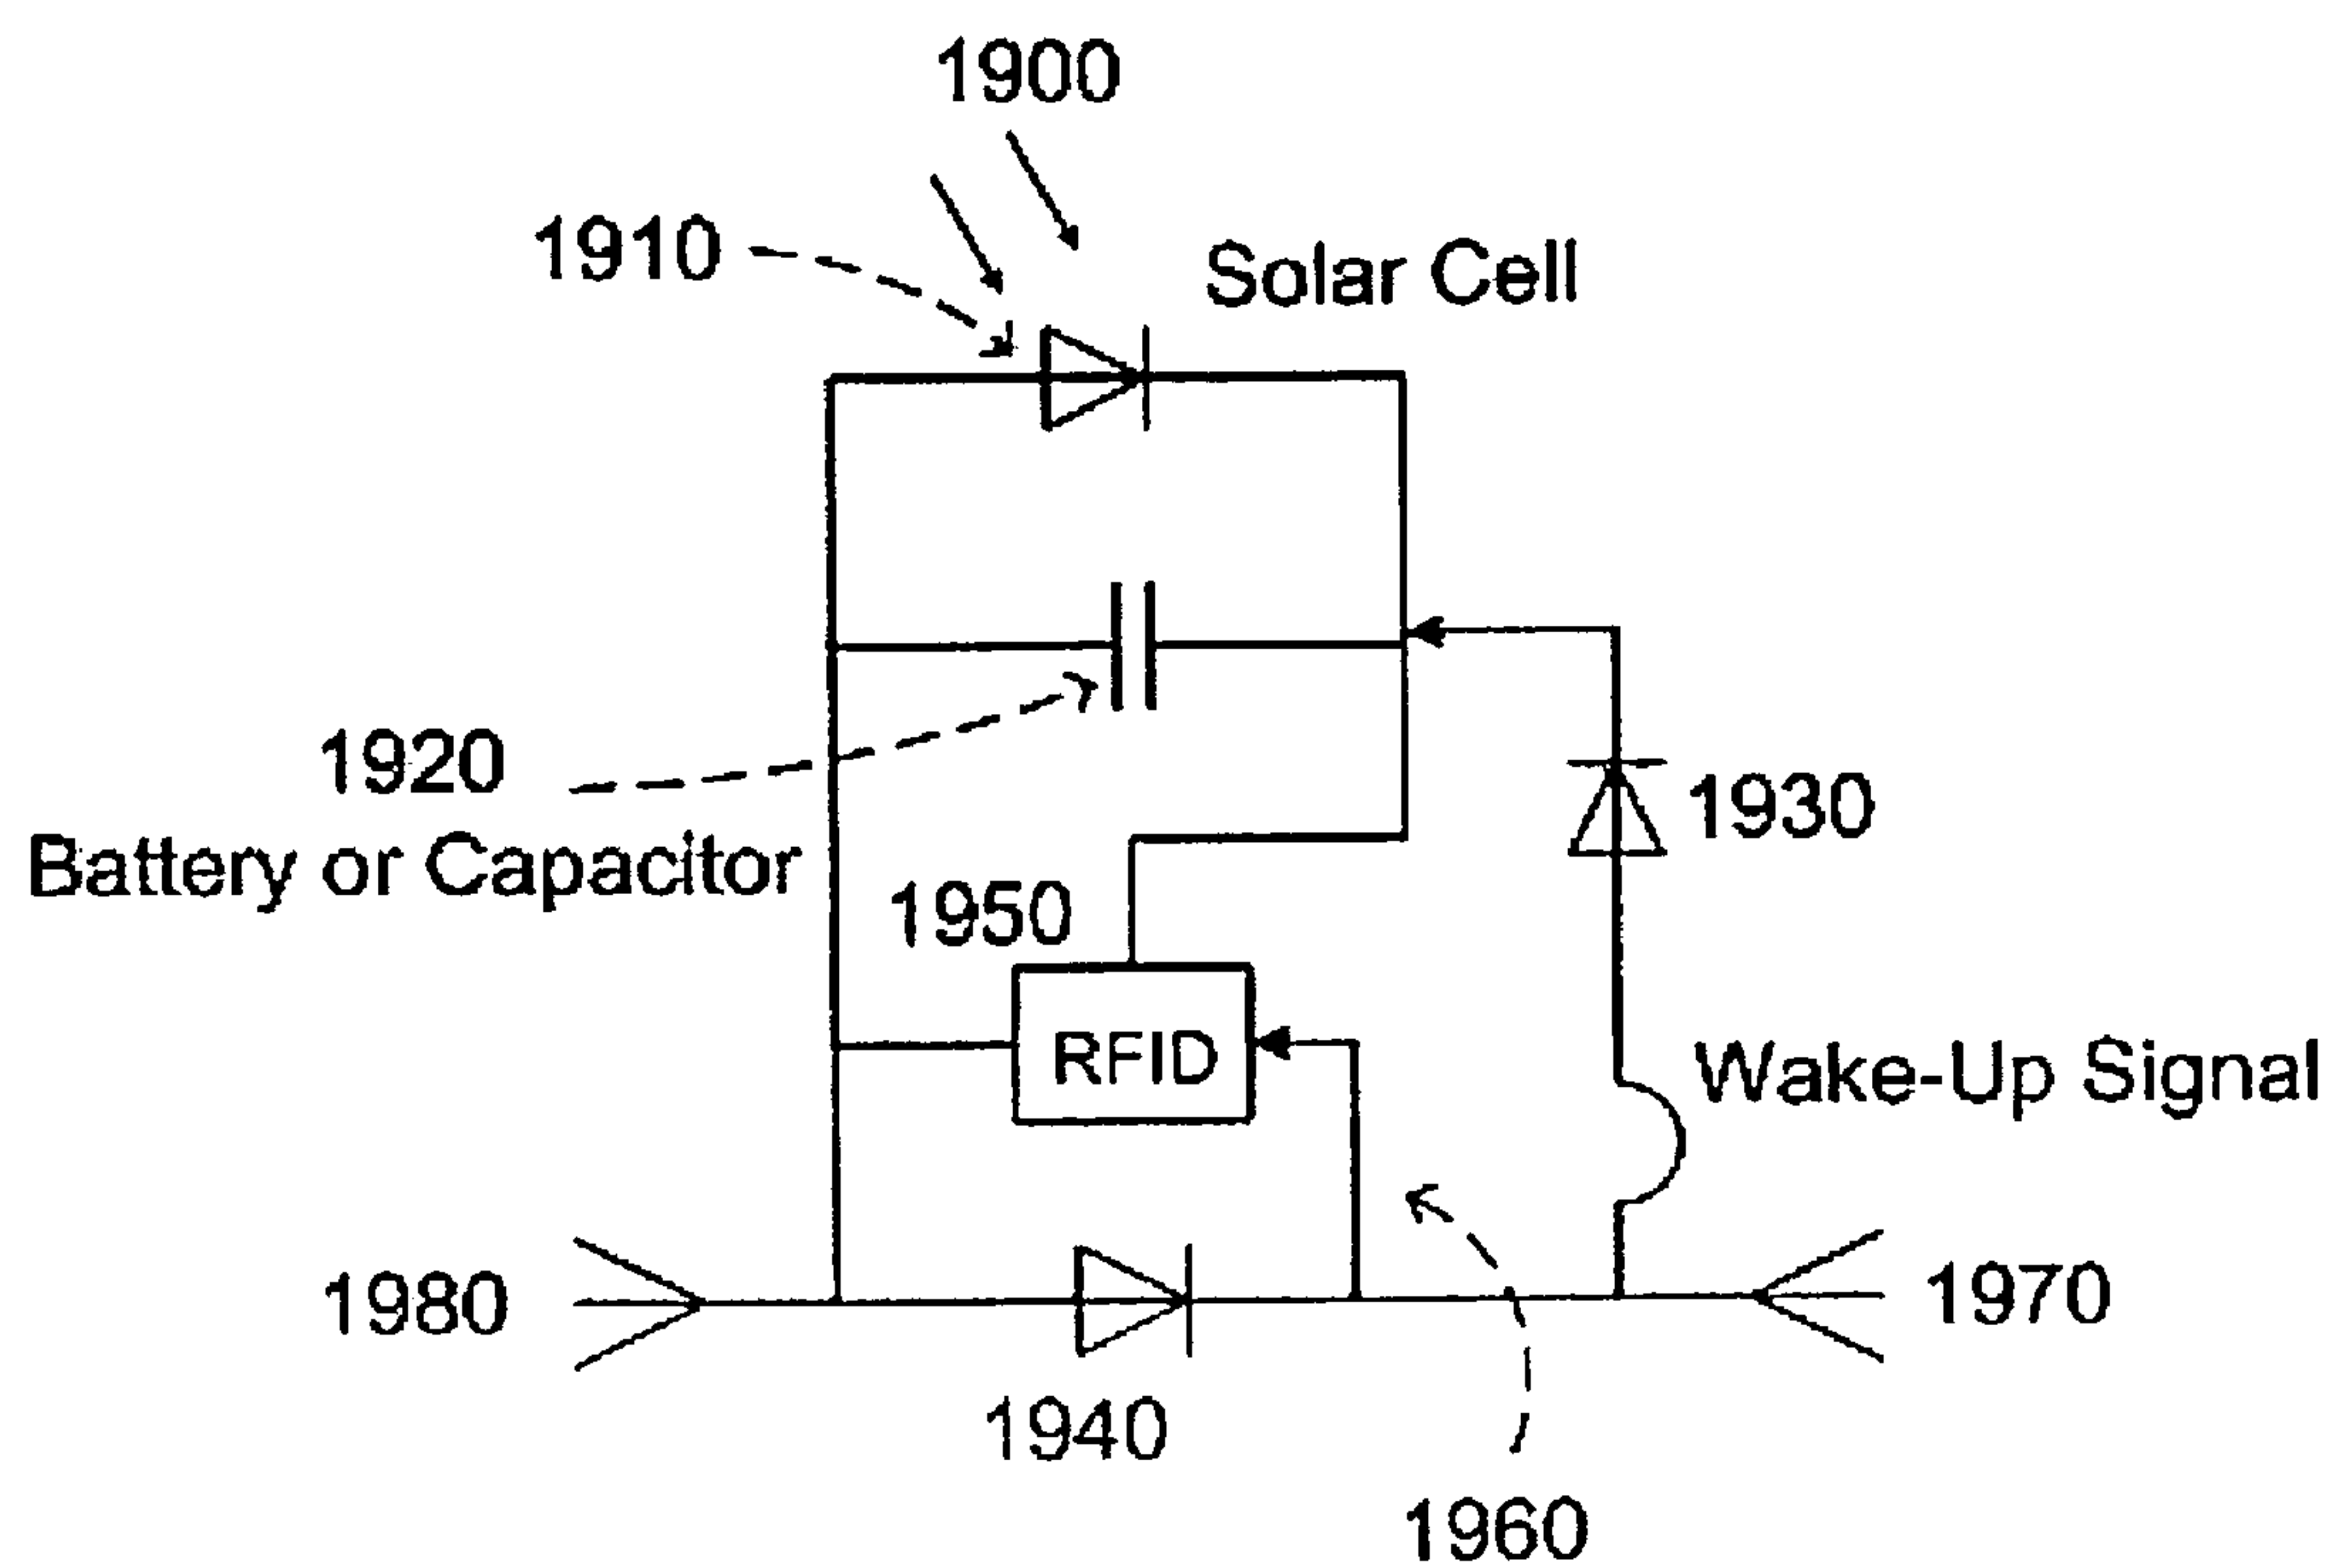 1900
1910
Solar Cell
1920
Battery or Capacitor
1930
1950
RFID
Wake-Up Signal
1980
1970
1940
1960